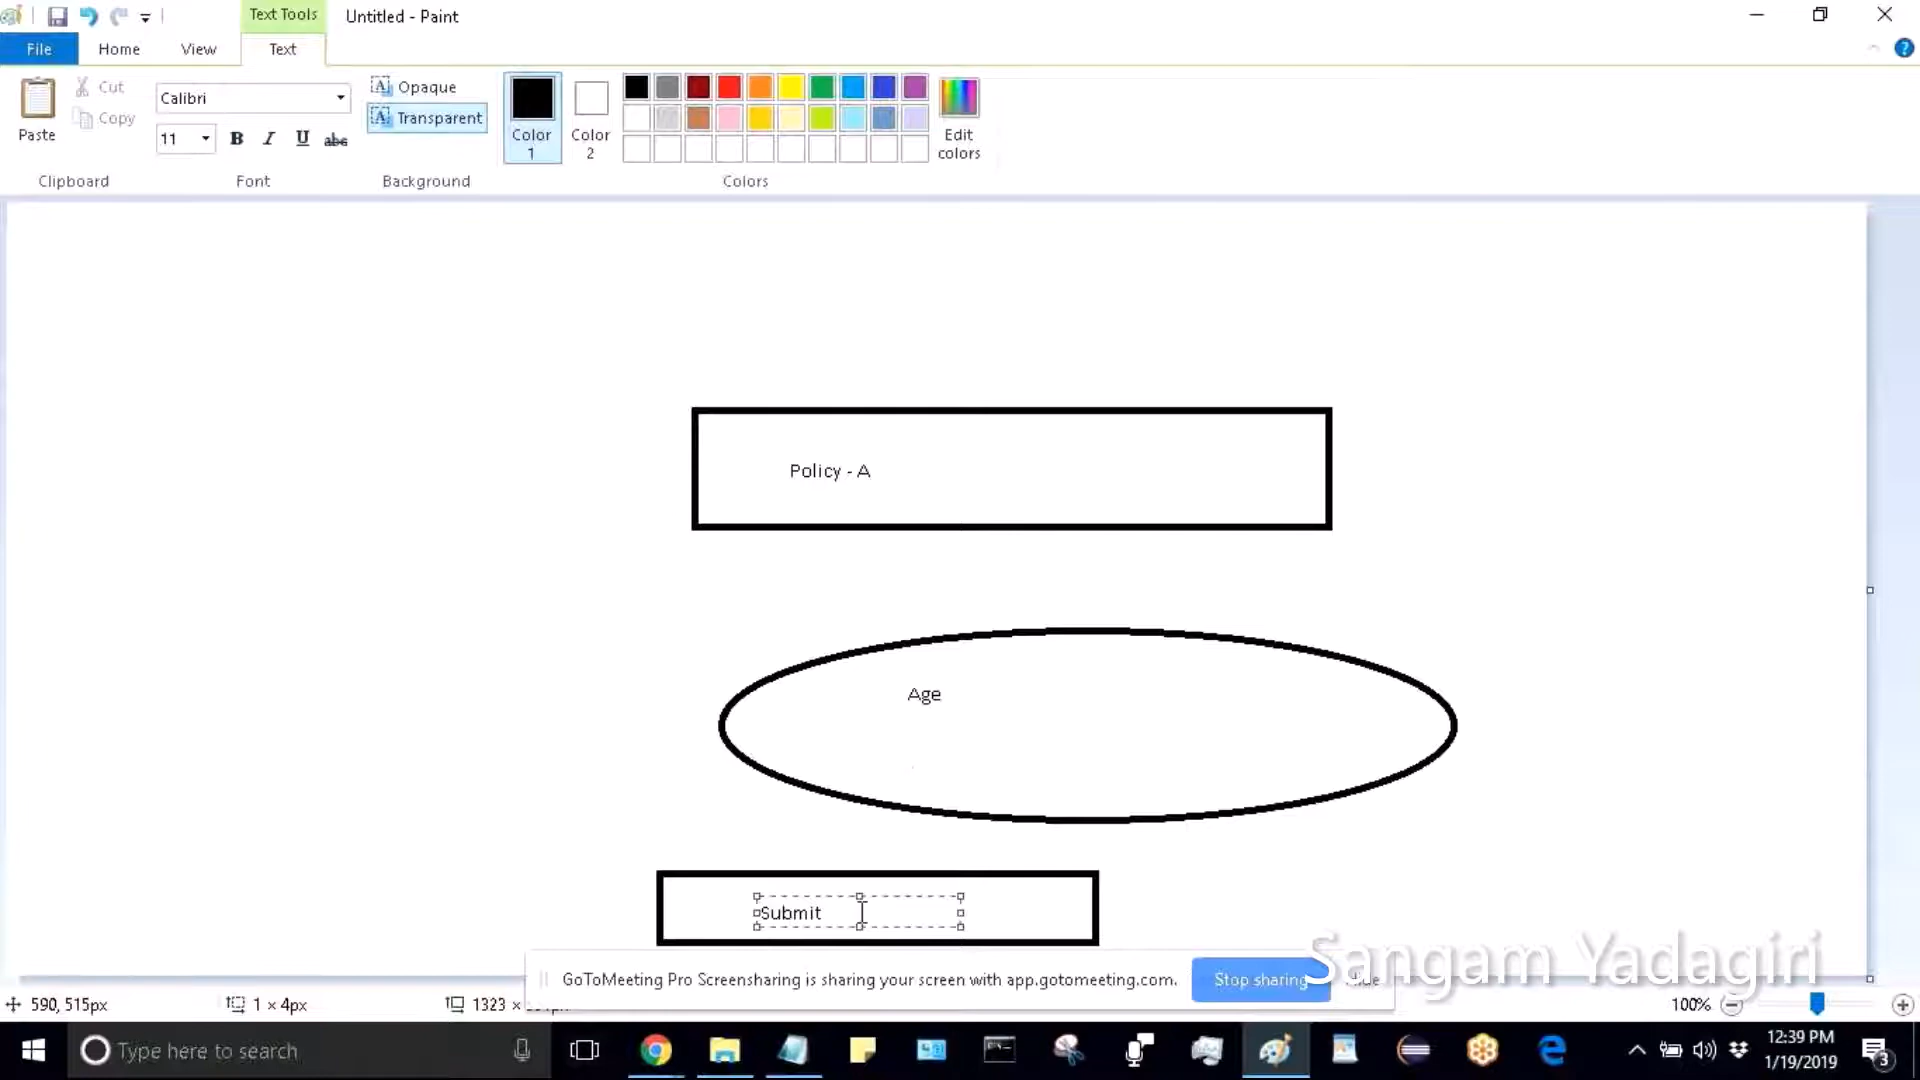 Text Tools
Untitled - Paint
File
Home
View
Text
Paste
Cut
Copy
Calibri
11
B
I
U
abc
Opaque
Transparent
Color
1
Color
2
Edit
colors
Clipboard
Font
Background
Colors
Policy - A
Age
Submit
GoToMeeting Pro Screensharing is sharing your screen with app.gotomeeting.com.
Stop sharing
Sangam Yadagiri
590, 515px
1 × 4px
1323 ×
100%
Type here to search
12:39 PM
1/19/2019
3